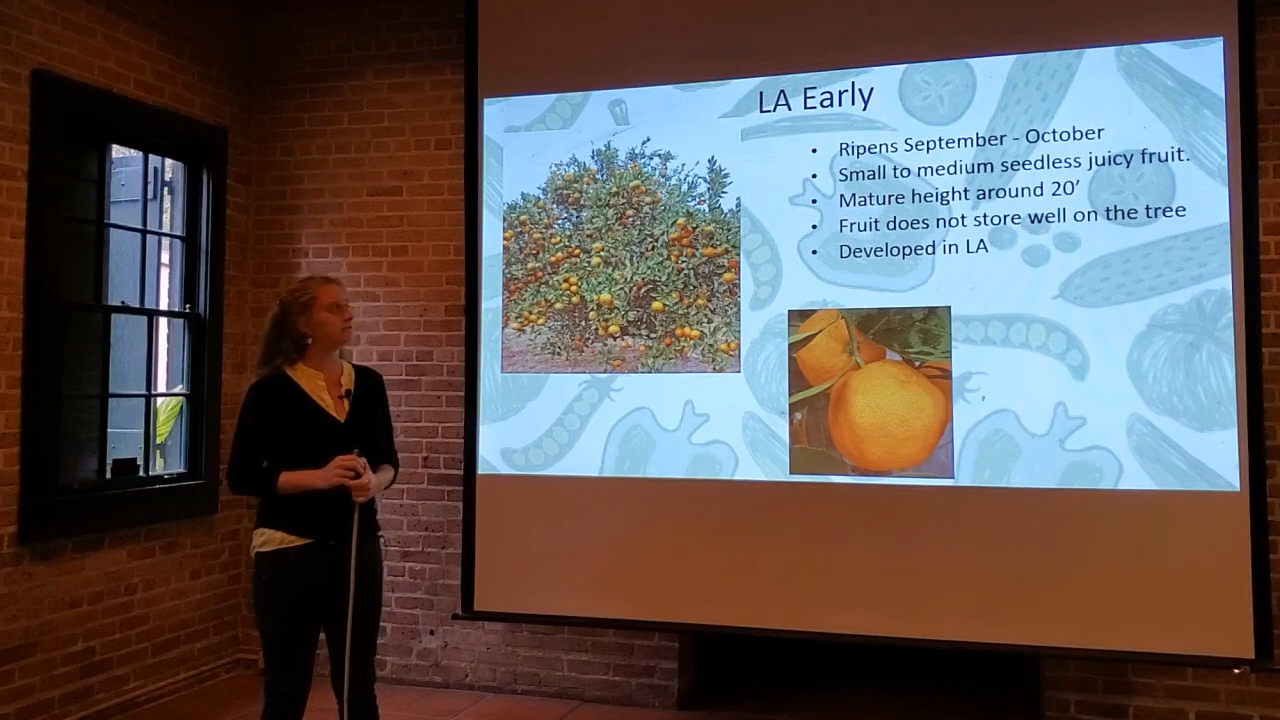 LA Early
• Ripens September - October
• Small to medium seedless juicy fruit.
• Mature height around 20’
• Fruit does not store well on the tree
• Developed in LA